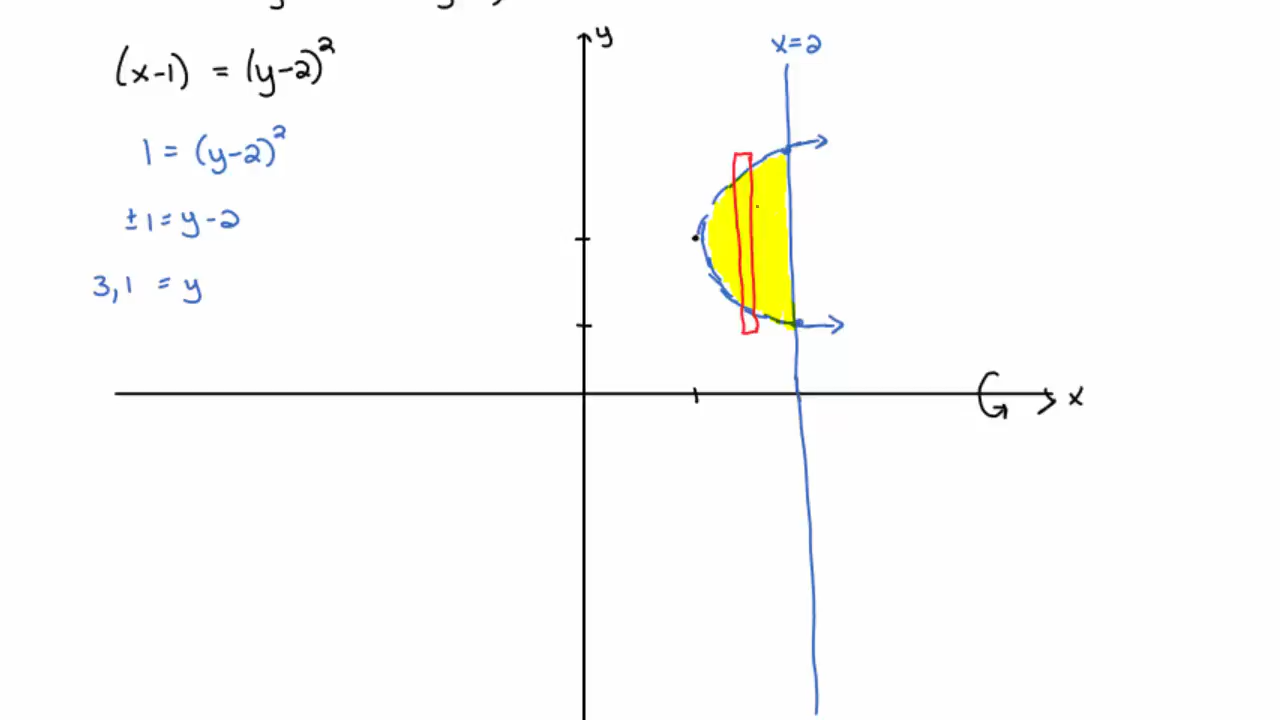 (x-1) = (y-2)²
1 = (y-2)²
±1 = y-2
3,1 = y
y
x=2
x